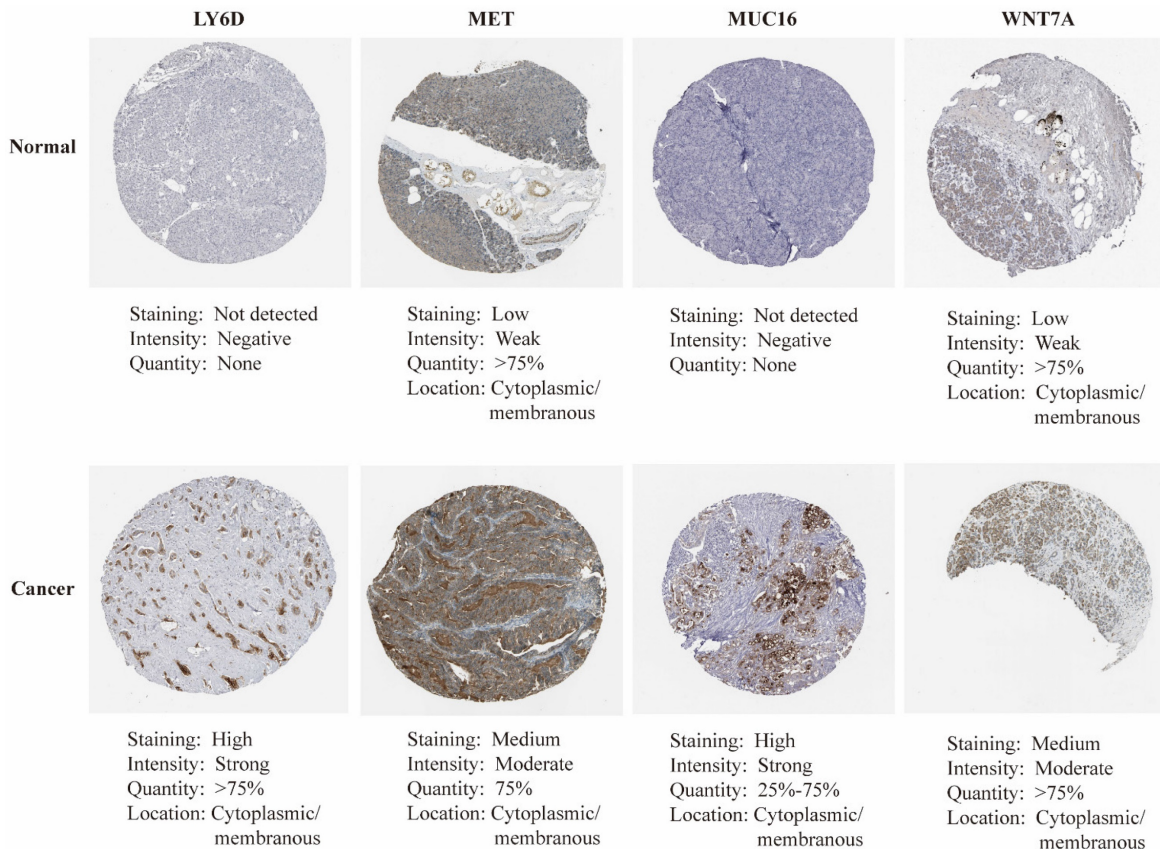 LY6D MET MUC16 WNT7A
Normal
Staining: Not detected
Intensity: Negative
Quantity: None
Staining: Low
Intensity: Weak
Quantity: >75%
Location: Cytoplasmic/
membranous
Staining: Not detected
Intensity: Negative
Quantity: None
Staining: Low
Intensity: Weak
Quantity: >75%
Location: Cytoplasmic/
membranous
Cancer
Staining: High
Intensity: Strong
Quantity: >75%
Location: Cytoplasmic/
membranous
Staining: Medium
Intensity: Moderate
Quantity: 75%
Location: Cytoplasmic/
membranous
Staining: High
Intensity: Strong
Quantity: 25%-75%
Location: Cytoplasmic/
membranous
Staining: Medium
Intensity: Moderate
Quantity: >75%
Location: Cytoplasmic/
membranous